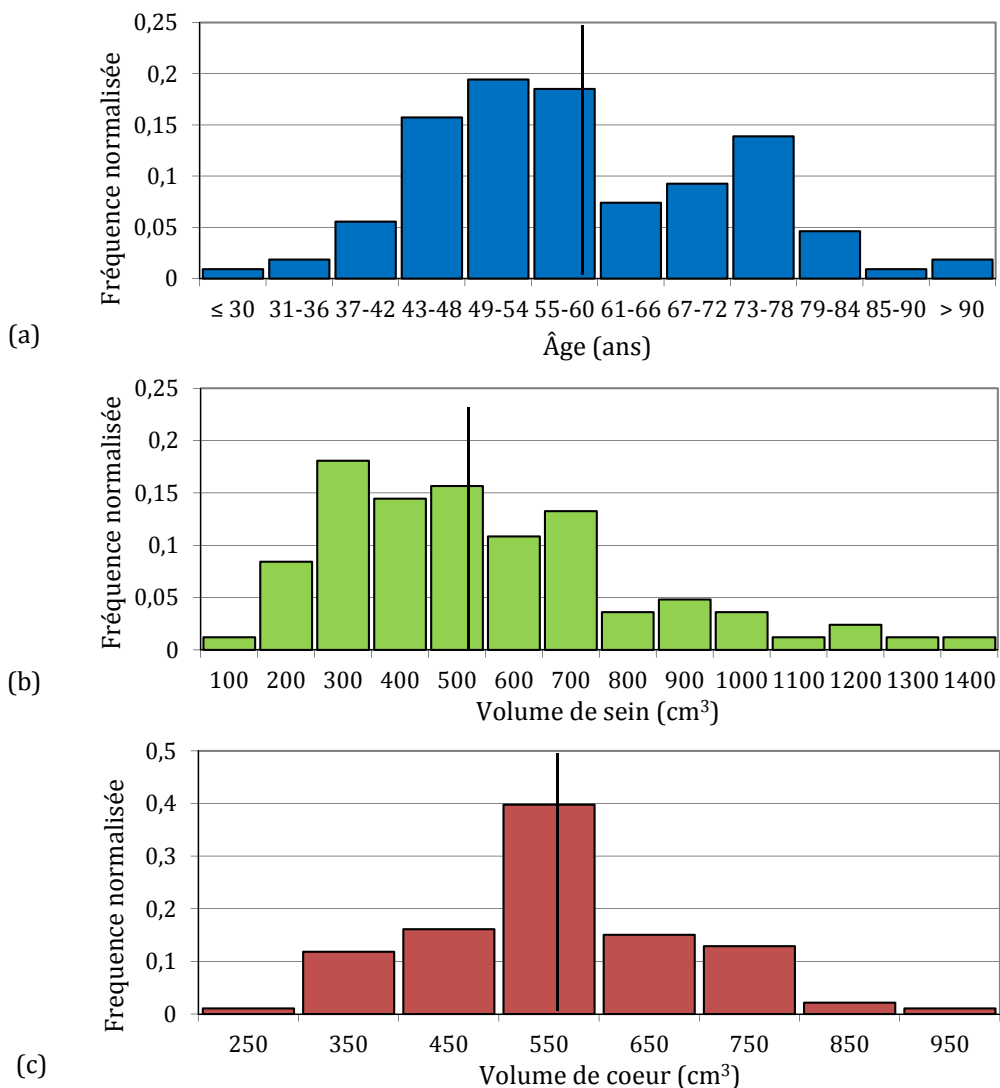 Fréquence normalisée
0,25
0,2
0,15
0,1
0,05
0
≤ 30 31-36 37-42 43-48 49-54 55-60 61-66 67-72 73-78 79-84 85-90 > 90
(a)
Âge (ans)
Fréquence normalisée
0,25
0,2
0,15
0,1
0,05
0
100 200 300 400 500 600 700 800 900 1000 1100 1200 1300 1400
(b)
Volume de sein (cm³)
Frequence normalisée
0,5
0,4
0,3
0,2
0,1
0
250 350 450 550 650 750 850 950
(c)
Volume de coeur (cm³)